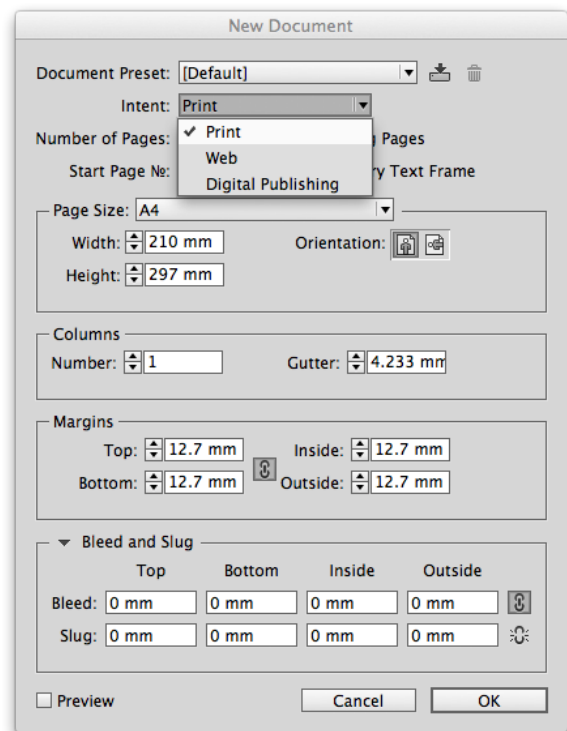 New Document
Document Preset: [Default]
Intent: Print
Print
Number of Pages: g Pages
Web
Start Page №: ry Text Frame
Digital Publishing
Page Size: A4
Width: 210 mm Orientation:
Height: 297 mm
Columns
Number: 1 Gutter: 4.233 mm
Margins
Top: 12.7 mm Inside: 12.7 mm
Bottom: 12.7 mm Outside: 12.7 mm
Bleed and Slug
Top Bottom Inside Outside
Bleed: 0 mm 0 mm 0 mm 0 mm
Slug: 0 mm 0 mm 0 mm 0 mm
Preview Cancel OK